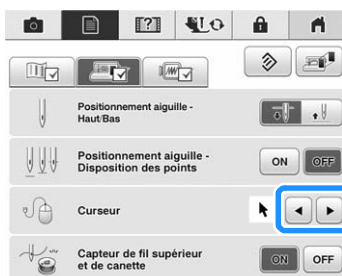 Positionnement aiguille -
Haut/Bas
Positionnement aiguille -
Disposition des points
ON OFF
Curseur
Capteur de fil supérieur
et de canette
ON OFF